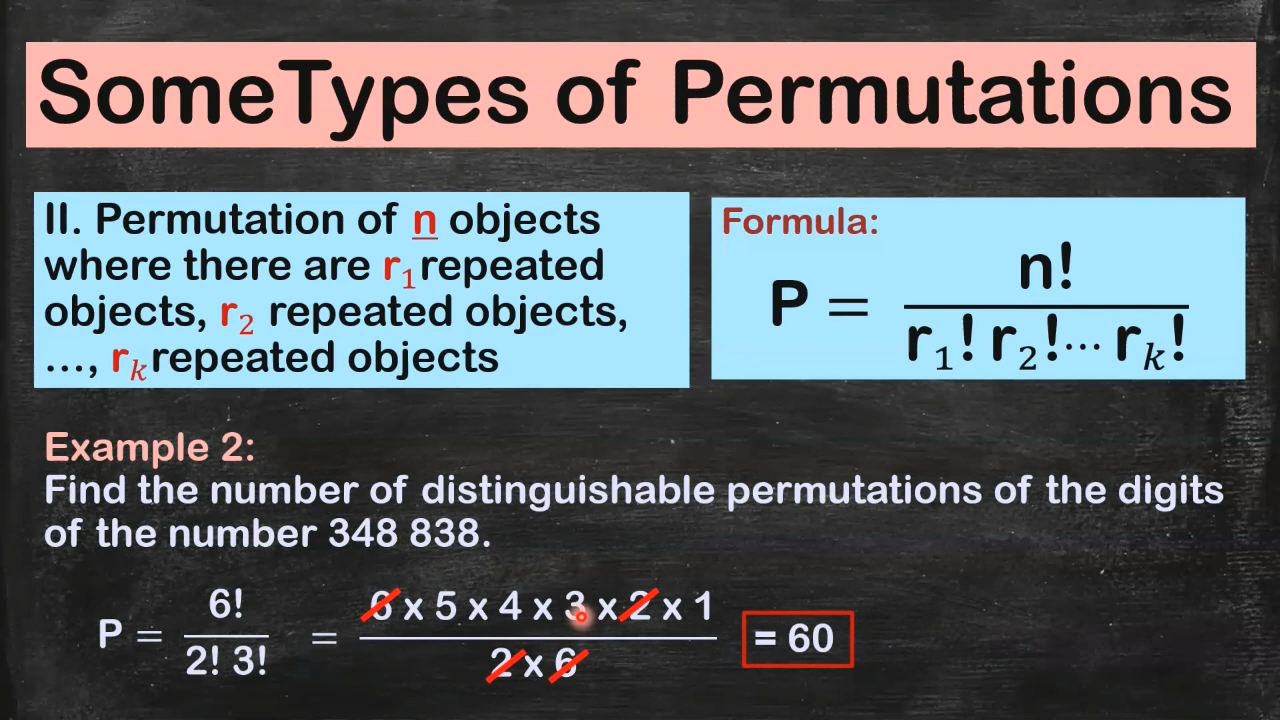 SomeTypes of Permutations
II. Permutation of n objects
where there are r₁ repeated
objects, r₂ repeated objects,
..., rₖ repeated objects
Formula:
P = n! / r₁! r₂!⋯ rₖ!
Example 2:
Find the number of distinguishable permutations of the digits
of the number 348 838.
P = 6! / 2! 3! = 6 x 5 x 4 x 3 x 2 x 1 / 2 x 6 = 60